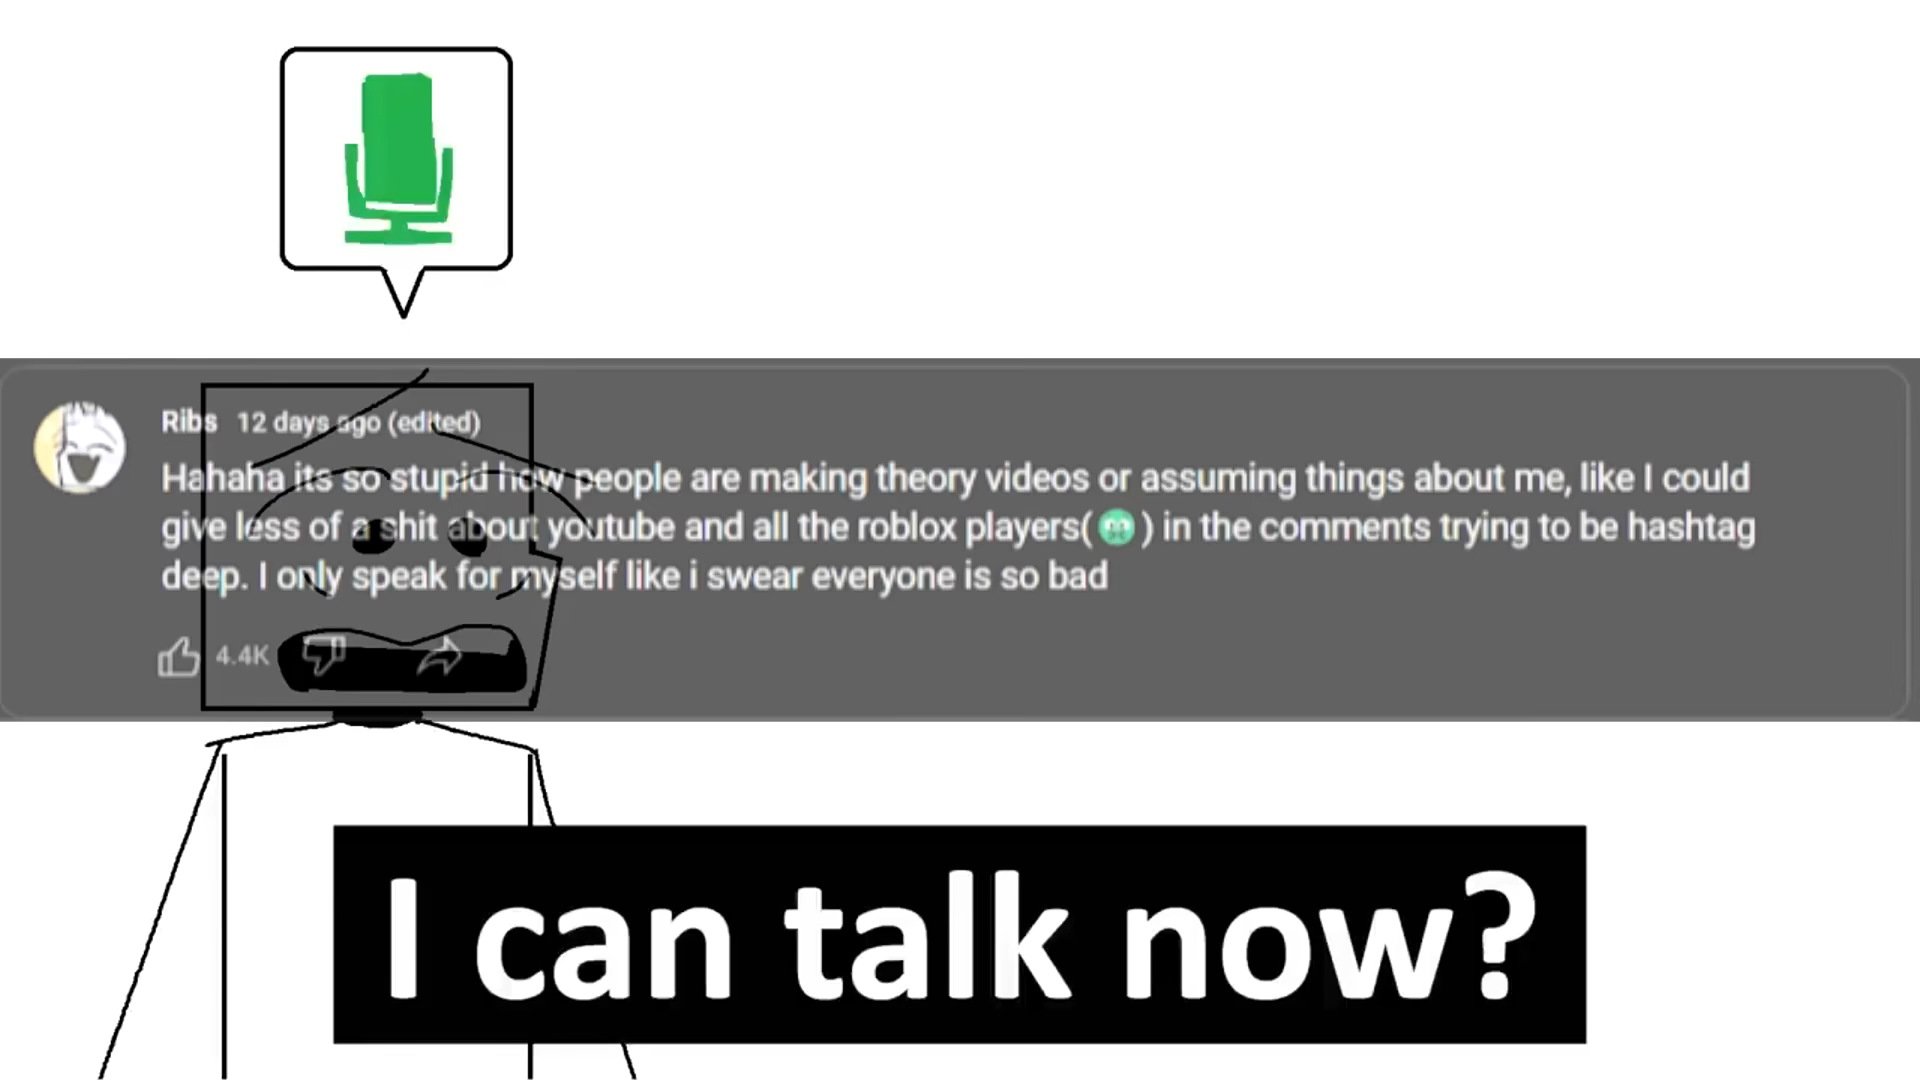 Ribs 12 days ago (edited)
Hahaha its so stupid how people are making theory videos or assuming things about me, like I could
give less of a shit about youtube and all the roblox players( ) in the comments trying to be hashtag
deep. I only speak for myself like i swear everyone is so bad
4.4K
I can talk now?